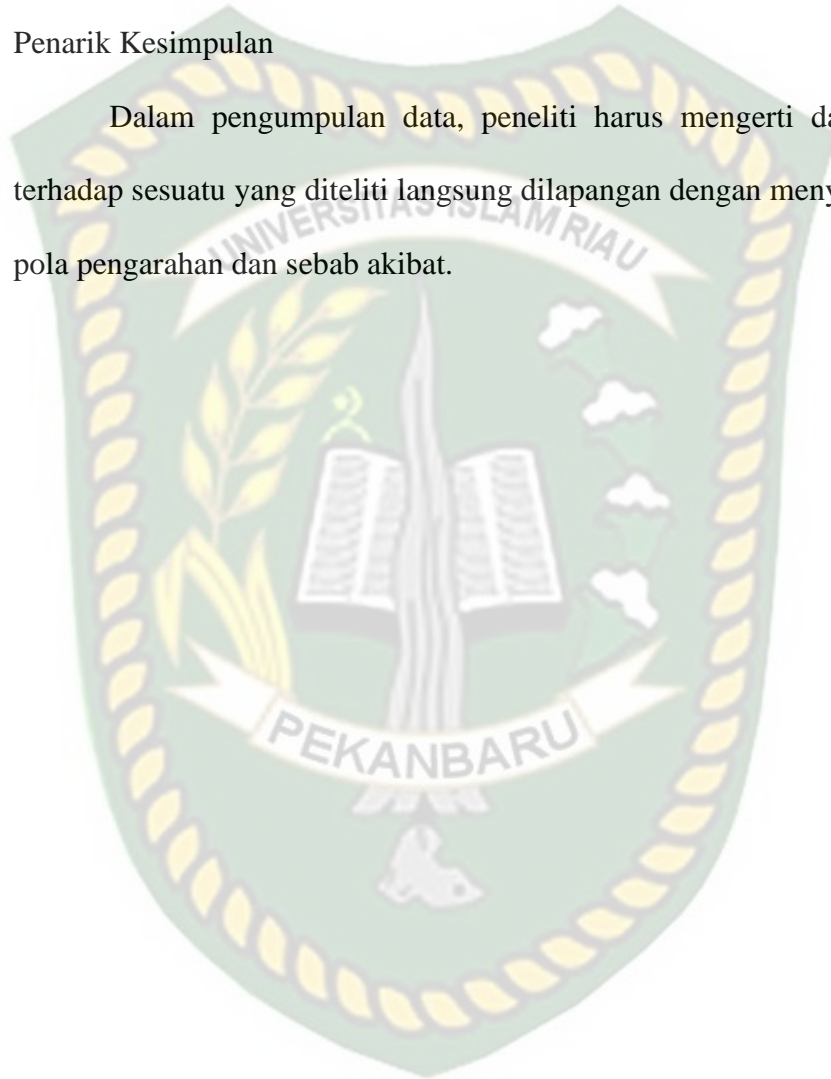 Penarik Kesimpulan
Dalam pengumpulan data, peneliti harus mengerti
terhadap sesuatu yang diteliti langsung dilapangan dengan
pola pengarahan dan sebab akibat.
UNIVERSITAS ISLAM RIAU
PEKANBARU